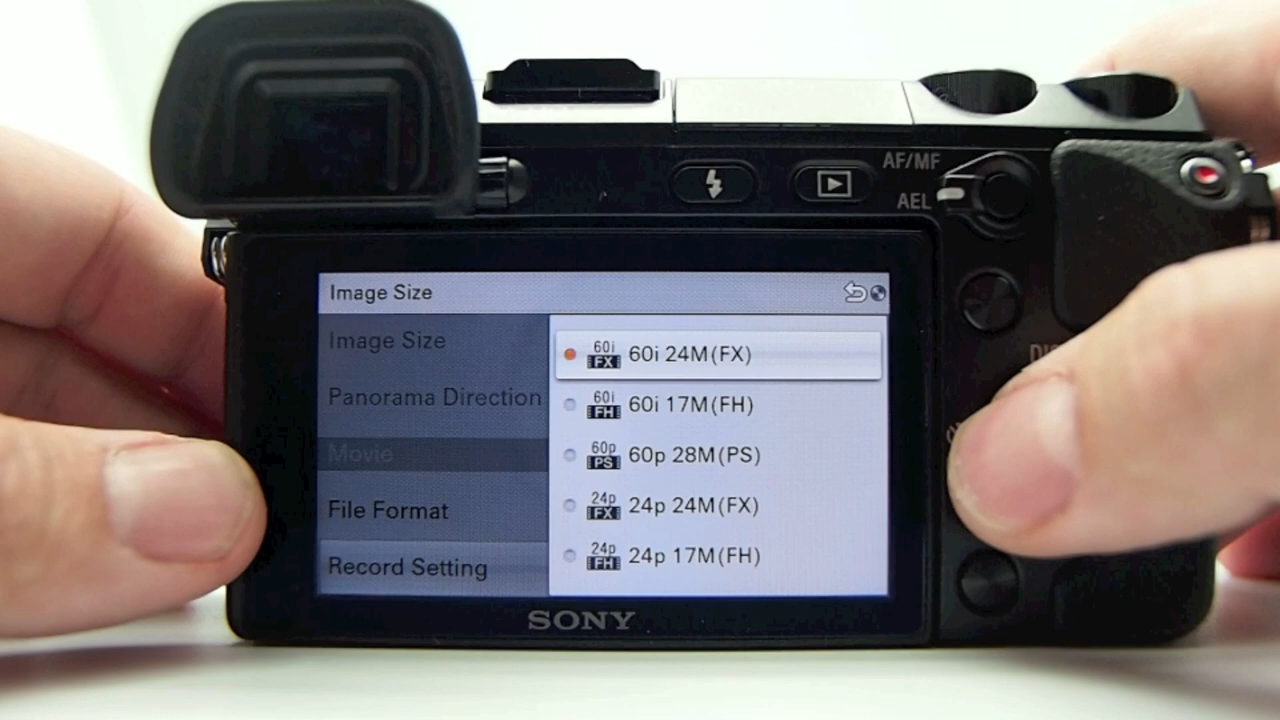 AF/MF
AEL
Image Size
Image Size
Panorama Direction
Movie
File Format
Record Setting
60i FX 60i 24M(FX)
60i FH 60i 17M(FH)
60p PS 60p 28M(PS)
24p FX 24p 24M(FX)
24p FH 24p 17M(FH)
SONY